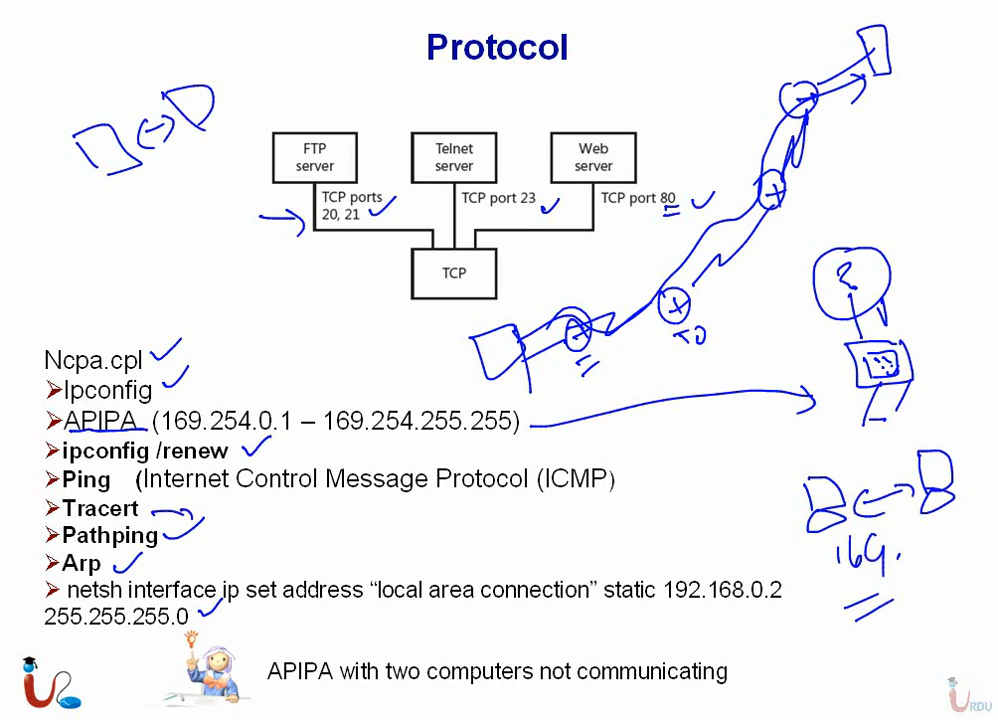 Protocol
FTP
server
Telnet
server
Web
server
TCP ports
20, 21
TCP port 23
TCP port 80
TCP
?
TO
Ncpa.cpl
➤Ipconfig
➤APIPA (169.254.0.1 – 169.254.255.255)
➤ipconfig /renew
➤Ping (Internet Control Message Protocol (ICMP)
➤Tracert
➤Pathping
➤Arp
➤ netsh interface ip set address “local area connection” static 192.168.0.2
255.255.255.0
169.
APIPA with two computers not communicating
URDU